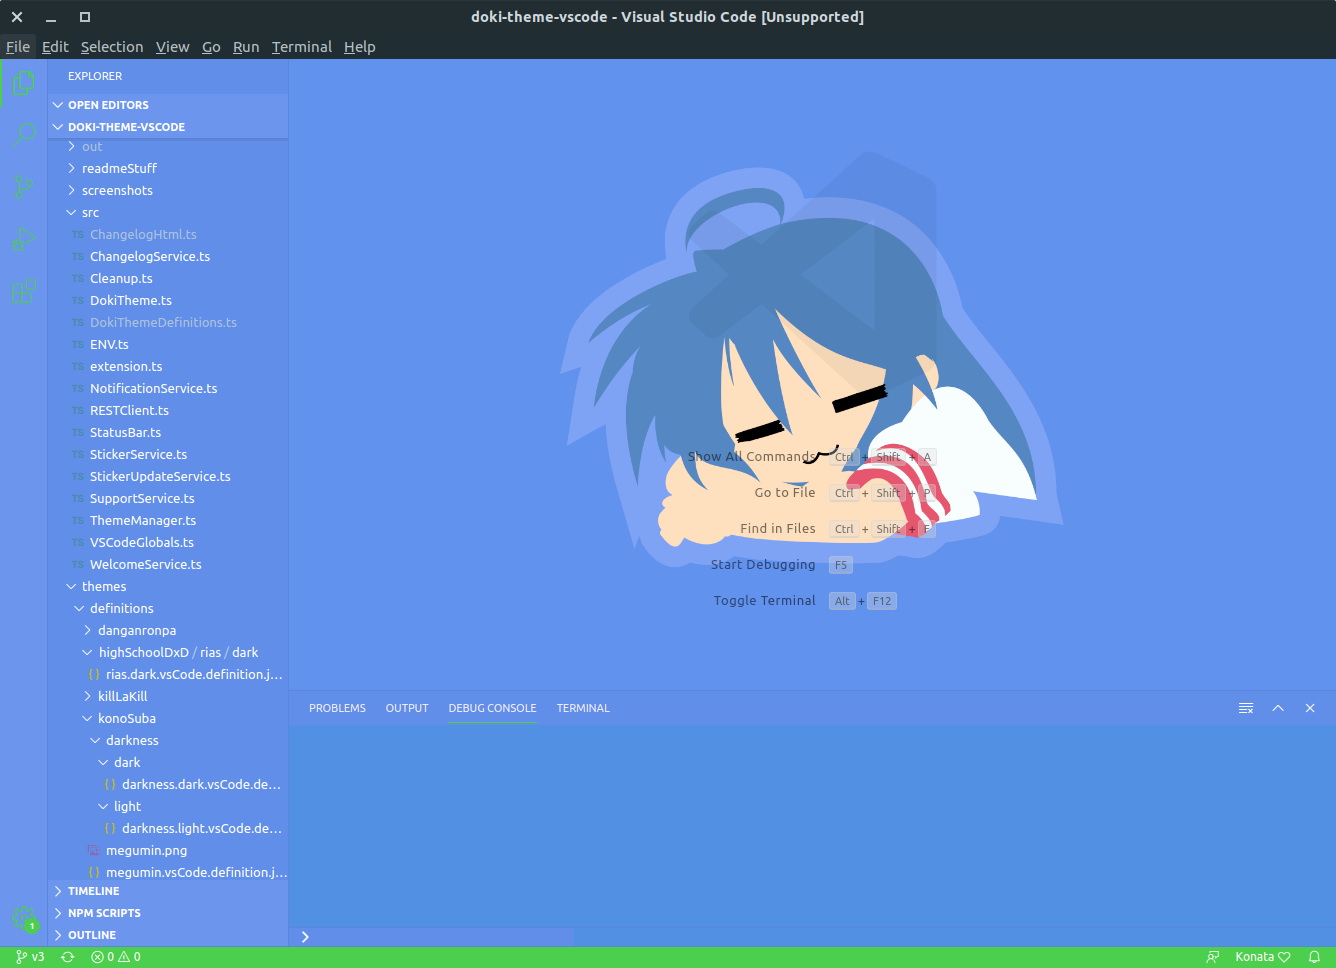 doki-theme-vscode - Visual Studio Code [Unsupported]
File Edit Selection View Go Run Terminal Help
EXPLORER
OPEN EDITORS
DOKI-THEME-VSCODE
out
readmeStuff
screenshots
src
TS ChangelogHtml.ts
TS ChangelogService.ts
TS Cleanup.ts
TS DokiTheme.ts
TS DokiThemeDefinitions.ts
TS ENV.ts
TS extension.ts
TS NotificationService.ts
TS RESTClient.ts
TS StatusBar.ts
TS StickerService.ts
TS StickerUpdateService.ts
TS SupportService.ts
TS ThemeManager.ts
TS VSCodeGlobals.ts
TS WelcomeService.ts
themes
definitions
danganronpa
highSchoolDxD / rias / dark
{} rias.dark.vsCode.definition.j...
killLaKill
konoSuba
darkness
dark
{} darkness.dark.vsCode.de...
light
{} darkness.light.vsCode.de...
megumin.png
{} megumin.vsCode.definition.j...
TIMELINE
NPM SCRIPTS
OUTLINE
1
Show All Commands Ctrl + Shift + A
Go to File Ctrl + Shift + P
Find in Files Ctrl + Shift + F
Start Debugging F5
Toggle Terminal Alt + F12
PROBLEMS OUTPUT DEBUG CONSOLE TERMINAL
v3 0 0 Konata